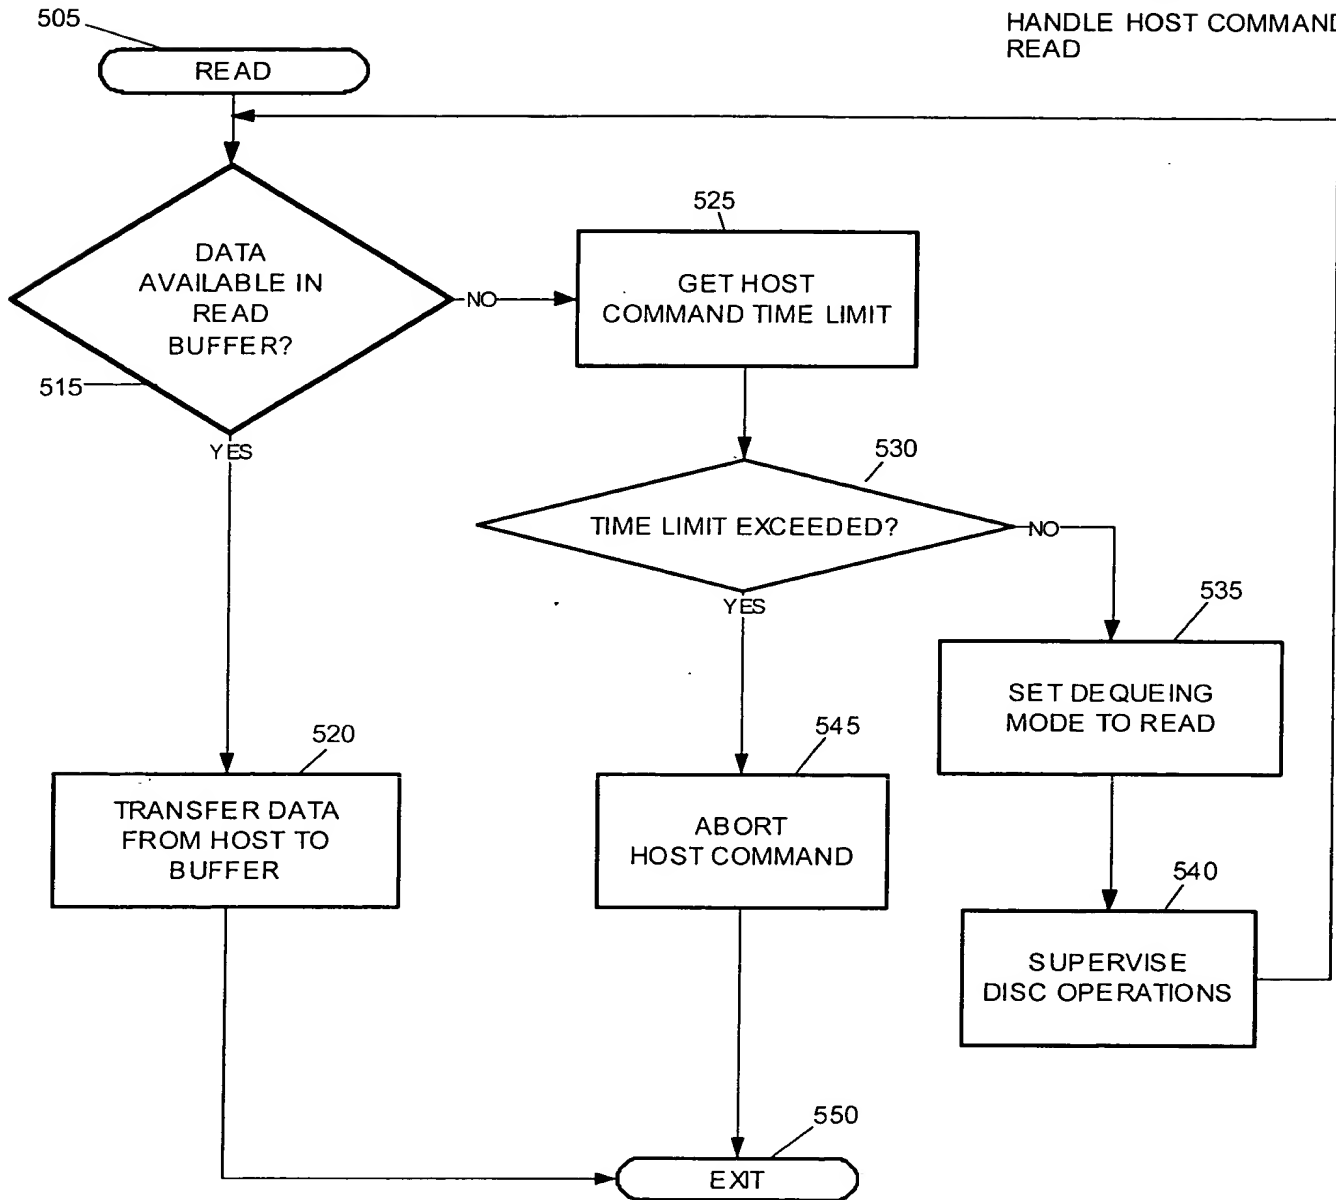 505
HANDLE HOST COMMAND
READ
READ
525
DATA
AVAILABLE IN
READ
BUFFER?
NO
GET HOST
COMMAND TIME LIMIT
515
YES
530
TIME LIMIT EXCEEDED?
NO
YES
535
SET DEQUEING
MODE TO READ
520
545
TRANSFER DATA
FROM HOST TO
BUFFER
ABORT
HOST COMMAND
540
SUPERVISE
DISC OPERATIONS
550
EXIT